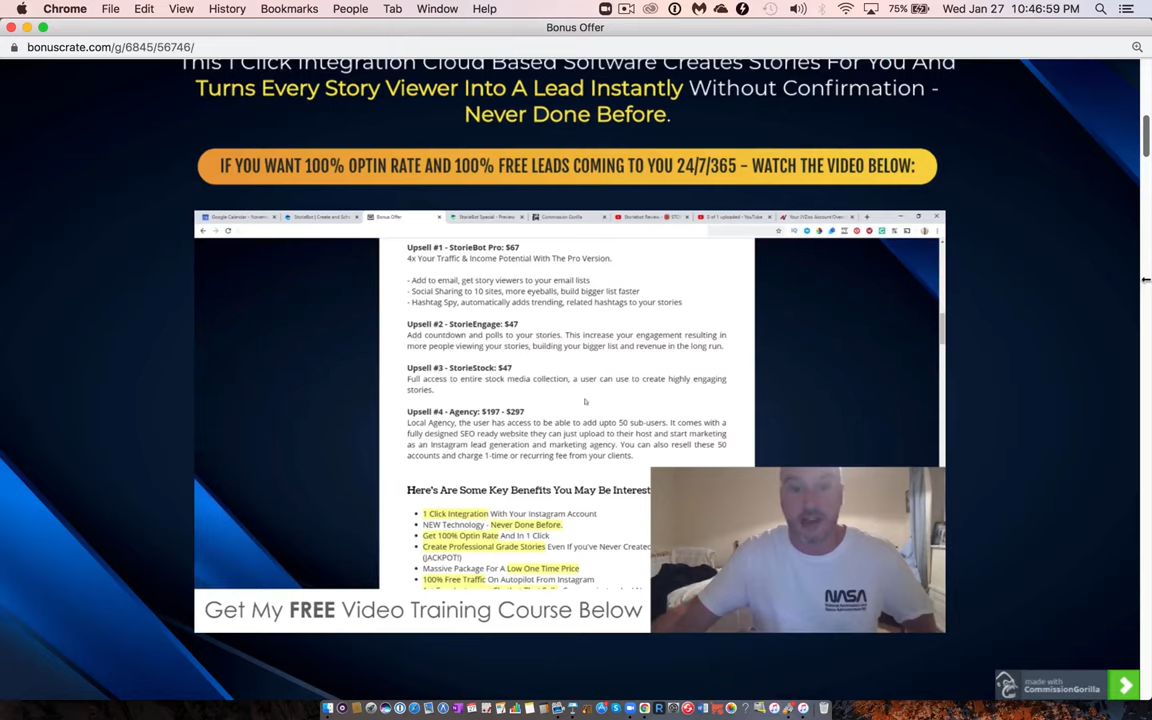 Chrome File Edit View History Bookmarks People Tab Window Help
75% Wed Jan 27 10:46:59 AM
Bonus Offer
bonuscrate.com/g/6845/56746/
This 1 Click Integration Cloud Based Software Creates Stories For You And
Turns Every Story Viewer Into A Lead Instantly Without Confirmation -
Never Done Before.
IF YOU WANT 100% OPTIN RATE AND 100% FREE LEADS COMING TO YOU 24/7/365 - WATCH THE VIDEO BELOW:
Bonus Offer
StorieBot Special - Preview
Commission Gorilla
Upsell #1 - StorieBot Pro: $67
4x Your Traffic & Income Potential With The Pro Version.
- Add to email, get story viewers to your email lists
- Social Sharing to 10 sites, more eyeballs, build bigger list faster
- Hashtag Spy, automatically adds trending, related hashtags to your stories
Upsell #2 - StorieEngage: $47
Add countdown and polls to your stories. This increase your engagement resulting in
more people viewing your stories, building your bigger list and revenue in the long run.
Upsell #3 - StorieStock: $47
Full access to entire stock media collection, a user can use to create highly engaging
stories.
Upsell #4 - Agency: $197 - $297
Local Agency, the user has access to be able to add upto 50 sub-users. It comes with a
fully designed SEO ready website they can just upload to their host and start marketing
as an Instagram lead generation and marketing agency. You can also resell these 50
accounts and charge 1-time or recurring fee from your clients.
Here's Are Some Key Benefits You May Be Interest
1 Click Integration With Your Instagram Account
NEW Technology - Never Done Before.
Get 100% Optin Rate And In 1 Click
Create Professional Grade Stories Even If you've Never Created
(JACKPOT!)
Massive Package For A Low One Time Price
100% Free Traffic On Autopilot From Instagram
NASA
Get My FREE Video Training Course Below
made with
CommissionGorilla